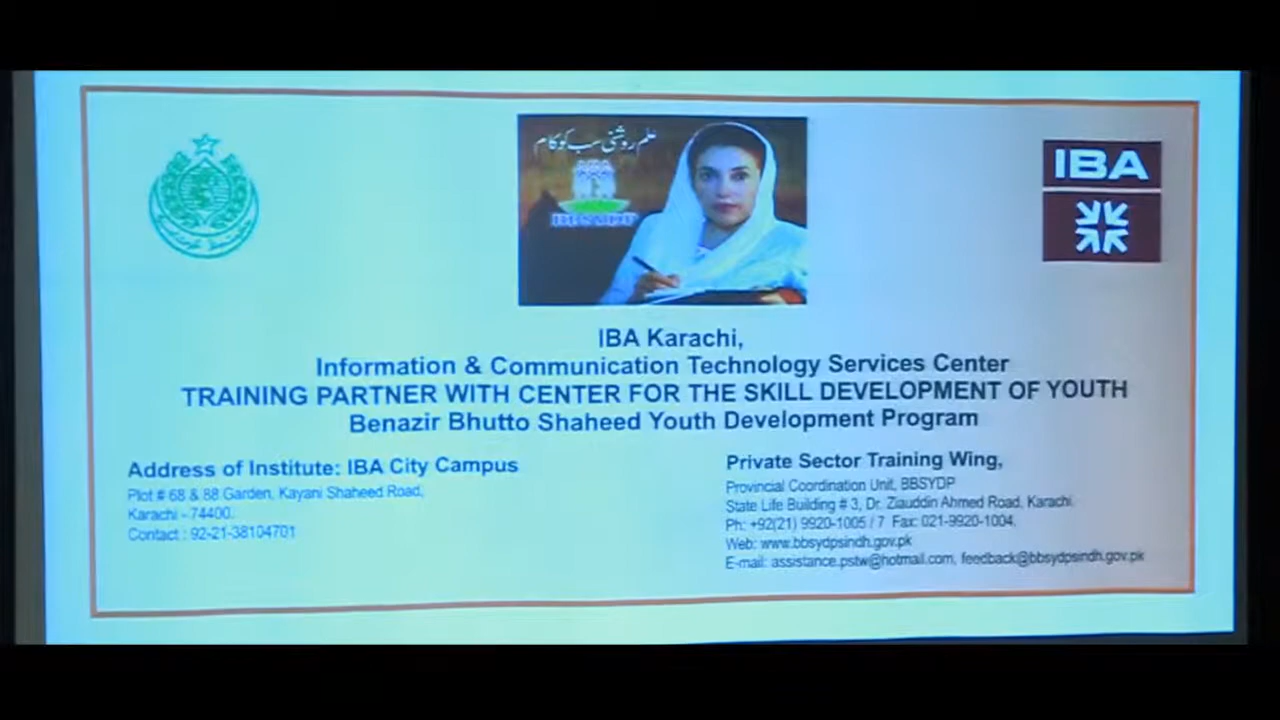 علم روشنی سب کو کام
IBA
IBA Karachi,
Information & Communication Technology Services Center
TRAINING PARTNER WITH CENTER FOR THE SKILL DEVELOPMENT OF YOUTH
Benazir Bhutto Shaheed Youth Development Program
Address of Institute: IBA City Campus
Plot # 68 & 88 Garden, Kayani Shaheed Road,
Karachi - 74400.
Contact : 92-21-38104701
Private Sector Training Wing,
Provincial Coordination Unit, BBSYDP
State Life Building # 3, Dr. Ziauddin Ahmed Road, Karachi.
Ph: +92(21) 9920-1005 / 7 Fax: 021-9920-1004,
Web: www.bbsydpsindh.gov.pk
E-mail: assistance.pstw@hotmail.com, feedback@bbsydpsindh.gov.pk